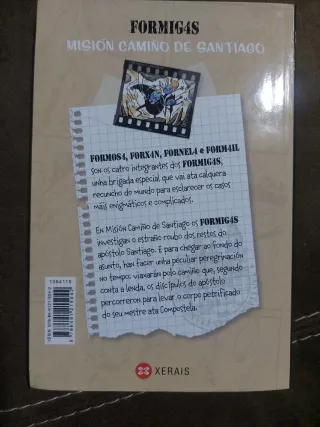 FORMIG4S
MISIÓN CAMIÑO DE SANTIAGO
FORMOS4, FORX4N, FORNEL4 e FORM4IL
son os catro integrantes dos FORMIG4S,
unha brigada especial que vai ata calquera
recuncho do mundo para esclarecer os casos
máis enigmáticos e complicados.
En Misión Camiño de Santiago os FORMIG4S
investigan o estraño roubo dos restos do
apóstolo Santiago. E para chegar ao fondo do
asunto, han facer unha peculiar peregrinación
no tempo: viaxarán polo camiño que, segundo
conta a lenda, os discípulos do apóstolo
percorreron para levar o corpo petrificado
do seu mestre ata Compostela.
1384118
XERAIS